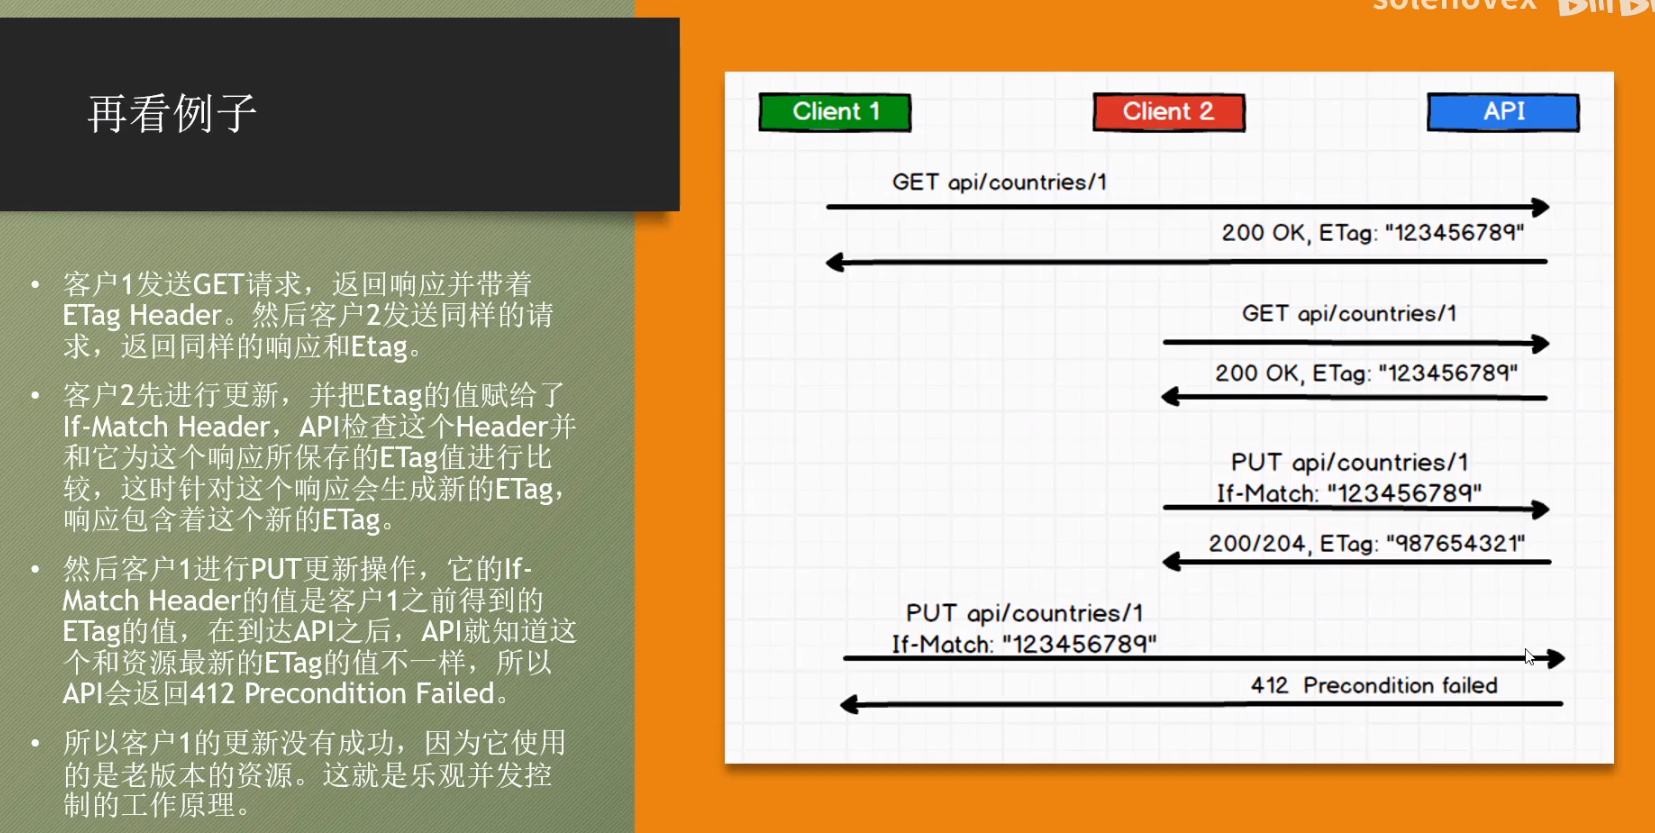 solenovex
再看例子
• 客户1发送GET请求，返回响应并带着
ETag Header。然后客户2发送同样的请
求，返回同样的响应和Etag。
• 客户2先进行更新，并把Etag的值赋给了
If-Match Header，API检查这个Header并
和它为这个响应所保存的ETag值进行比
较，这时针对这个响应会生成新的ETag，
响应包含着这个新的ETag。
• 然后客户1进行PUT更新操作，它的If-
Match Header的值是客户1之前得到的
ETag的值，在到达API之后，API就知道这
个和资源最新的ETag的值不一样，所以
API会返回412 Precondition Failed。
• 所以客户1的更新没有成功，因为它使用
的是老版本的资源。这就是乐观并发控
制的工作原理。
Client 1
Client 2
API
GET api/countries/1
200 OK, ETag: "123456789"
GET api/countries/1
200 OK, ETag: "123456789"
PUT api/countries/1
If-Match: "123456789"
200/204, ETag: "987654321"
PUT api/countries/1
If-Match: "123456789"
412 Precondition failed